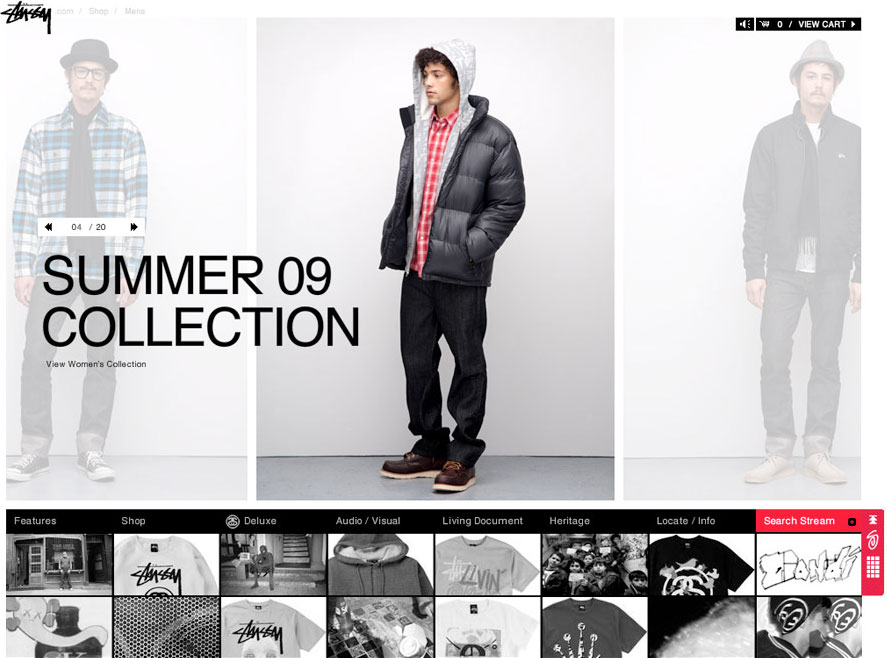 Stüssy .com / Shop / Mens
0 / VIEW CART
04 / 20
SUMMER 09
COLLECTION
View Women's Collection
Features
Shop
Deluxe
Audio / Visual
Living Document
Heritage
Locate / Info
Search Stream
Stüssy
Stüssy